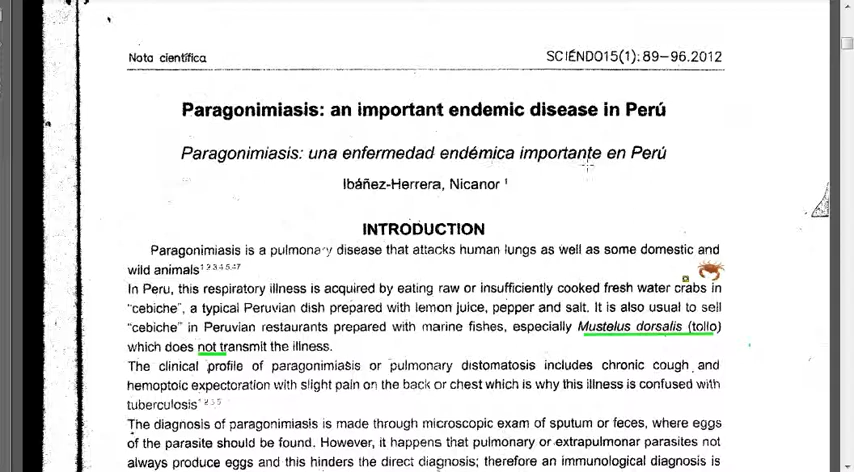 Nota científica
SCIÉNDO15(1):89-96.2012
Paragonimiasis: an important endemic disease in Perú
Paragonimiasis: una enfermedad endémica importante en Perú
Ibáñez-Herrera, Nicanor ¹
INTRODUCTION
Paragonimiasis is a pulmonary disease that attacks human lungs as well as some domestic and
wild animals
In Peru, this respiratory illness is acquired by eating raw or insufficiently cooked fresh water crabs in
"cebiche", a typical Peruvian dish prepared with lemon juice, pepper and salt. It is also usual to sell
"cebiche" in Peruvian restaurants prepared with marine fishes, especially Mustelus dorsalis (tollo)
which does not transmit the illness.
The clinical profile of paragonimiasis or pulmonary distomatosis includes chronic cough and
hemoptoic expectoration with slight pain on the back or chest which is why this illness is confused with
tuberculosis
The diagnosis of paragonimiasis is made through microscopic exam of sputum or feces, where eggs
of the parasite should be found. However, it happens that pulmonary or extrapulmonar parasites not
always produce eggs and this hinders the direct diagnosis; therefore an immunological diagnosis is